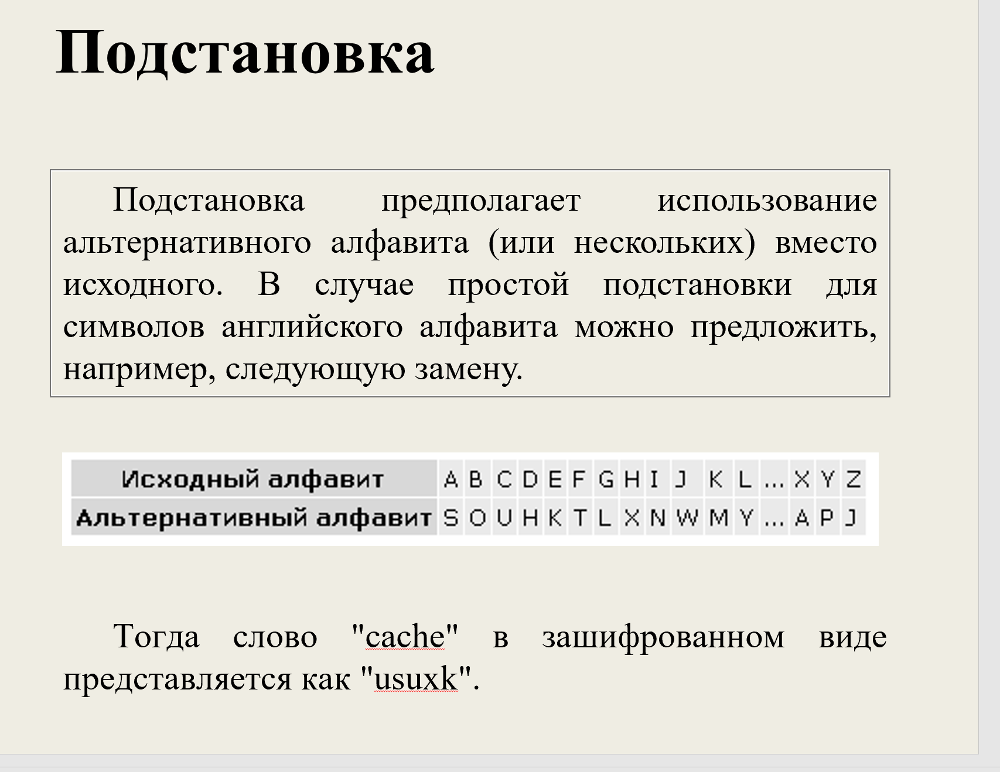 Подстановка
Подстановка предполагает использование
альтернативного алфавита (или нескольких) вместо
исходного. В случае простой подстановки для
символов английского алфавита можно предложить,
например, следующую замену.
Исходный алфавит A B C D E F G H I J K L ... X Y Z
Альтернативный алфавит S O U H K T L X N W M Y ... A P J
Тогда слово "cache" в зашифрованном виде
представляется как "usuxk".